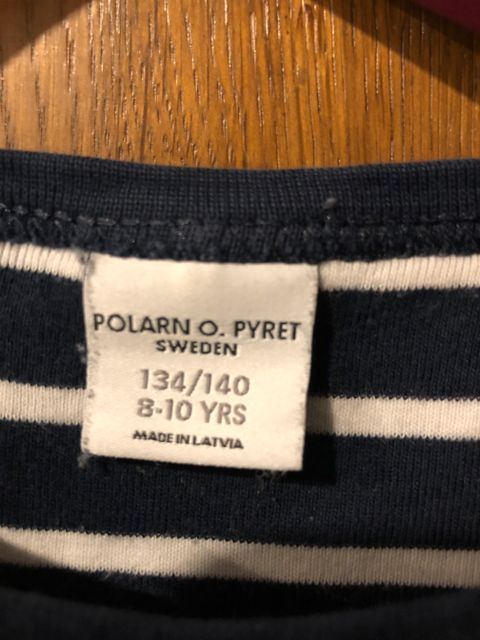 POLARN O. PYRET
SWEDEN
134/140
8-10 YRS
MADE IN LATVIA